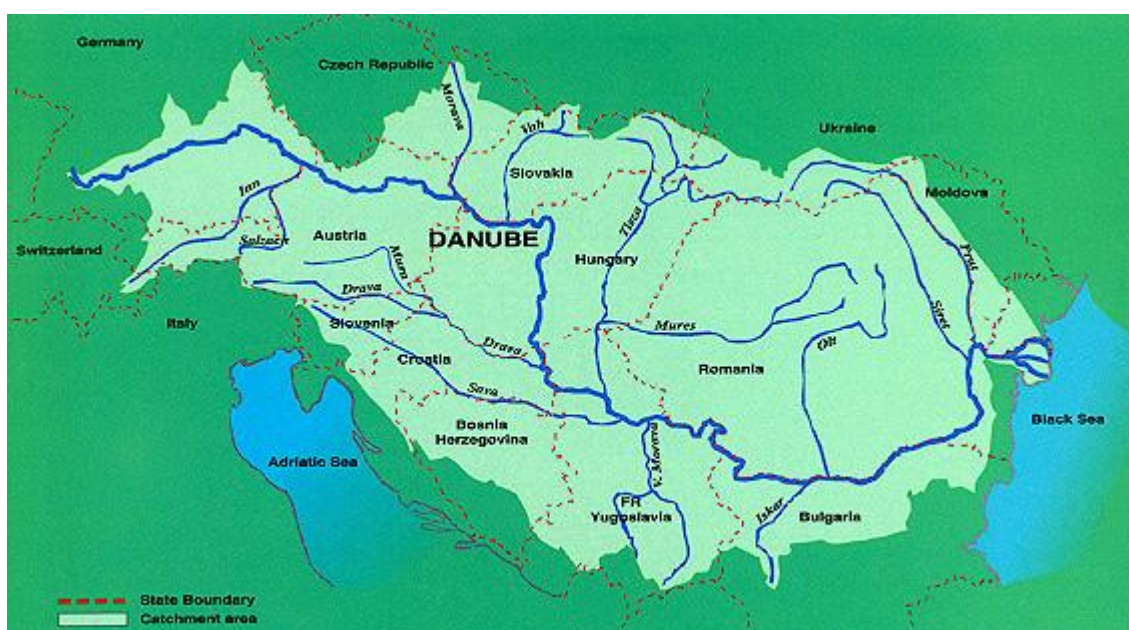 Germany
Czech Republic
Morava
Vah
Ukraine
Slovakia
Moldova
Inn
Switzerland
Salzach
Austria
DANUBE
Tisca
Hungary
Prut
Mura
Drava
Italy
Slovenia
Mures
Siret
Olt
Drava
Croatia
Romania
Sava
Black Sea
Bosnia
Herzegovina
V. Morava
Adriatic Sea
FR
Yugoslavia
Iskar
Bulgaria
State Boundary
Catchment area